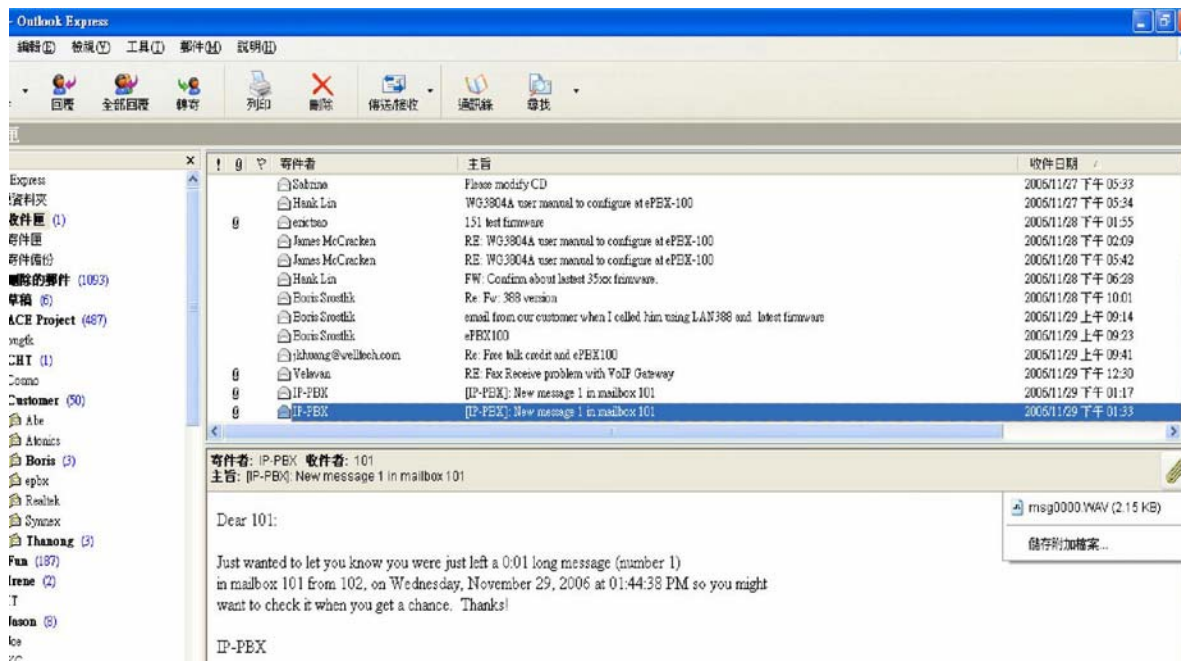 - Outlook Express
編輯(E) 檢視(V) 工具(I) 郵件(M) 說明(H)
回覆 全部回覆 轉寄 列印 刪除 傳送/接收 通訊錄 尋找
匣
Express
資料夾
收件匣 (1)
寄件匣
寄件備份
刪除的郵件 (1093)
草稿 (6)
ACE Project (487)
CHT (1)
Cosmo
Customer (50)
Abe
Atonics
Boris (3)
epbx
Realtek
Synnex
Thanong (3)
Fun (187)
Irene (2)
IT
Jason (8)
Joe
! 寄件者 主旨 收件日期
Sabrina Please modify CD 2006/11/27 下午 05:33
Hank Lin WG3804A user manual to configure at ePBX-100 2006/11/27 下午 05:34
erictsao 151 test firmware 2006/11/28 下午 01:55
James McCracken RE: WG3804A user manual to configure at ePBX-100 2006/11/28 下午 02:09
James McCracken RE: WG3804A user manual to configure at ePBX-100 2006/11/28 下午 05:42
Hank Lin FW: Confirm about lastest 35xx frimware. 2006/11/28 下午 06:28
Boris Srostlik Re: Fw: 388 version 2006/11/28 下午 10:01
Boris Srostlik email from our customer when I called him using LAN388 and latest firmware 2006/11/29 上午 09:14
Boris Srostlik ePBX100 2006/11/29 上午 09:23
jkhuang@welltech.com Re: Free talk credit and ePBX100 2006/11/29 上午 09:41
Velavan RE: Fax Receive problem with VoIP Gateway 2006/11/29 下午 12:30
IP-PBX [IP-PBX]: New message 1 in mailbox 101 2006/11/29 下午 01:17
IP-PBX [IP-PBX]: New message 1 in mailbox 101 2006/11/29 下午 01:33
寄件者: IP-PBX 收件者: 101
主旨: [IP-PBX]: New message 1 in mailbox 101
msg0000.WAV (2.15 KB)
儲存附加檔案...
Dear 101:
Just wanted to let you know you were just left a 0:01 long message (number 1)
in mailbox 101 from 102, on Wednesday, November 29, 2006 at 01:44:38 PM so you might
want to check it when you get a chance. Thanks!
IP-PBX